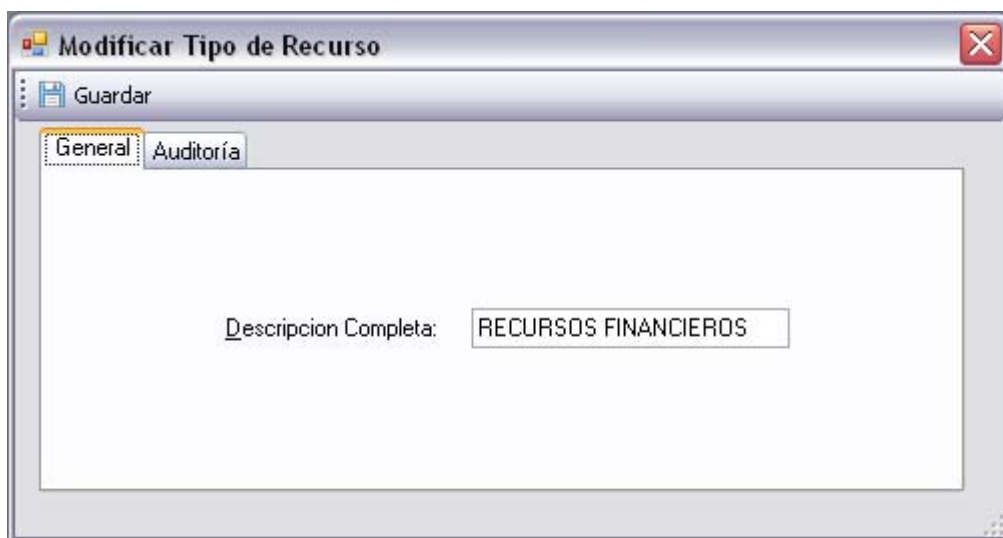 Modificar Tipo de Recurso
Guardar
General Auditoría
Descripcion Completa: RECURSOS FINANCIEROS